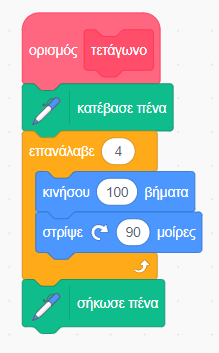 ορισμός τετάγωνο
κατέβασε πένα
επανάλαβε 4
κινήσου 100 βήματα
στρίψε 90 μοίρες
σήκωσε πένα